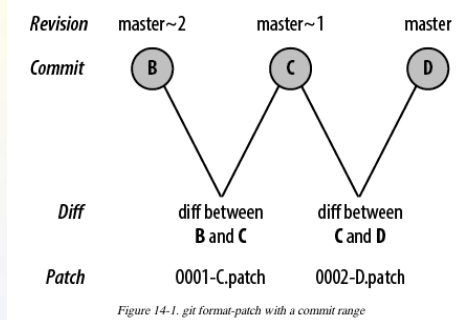 Revision master~2 master~1 master
Commit B C D
Diff diff between diff between
B and C C and D
Patch 0001-C.patch 0002-D.patch
Figure 14-1. git format-patch with a commit range